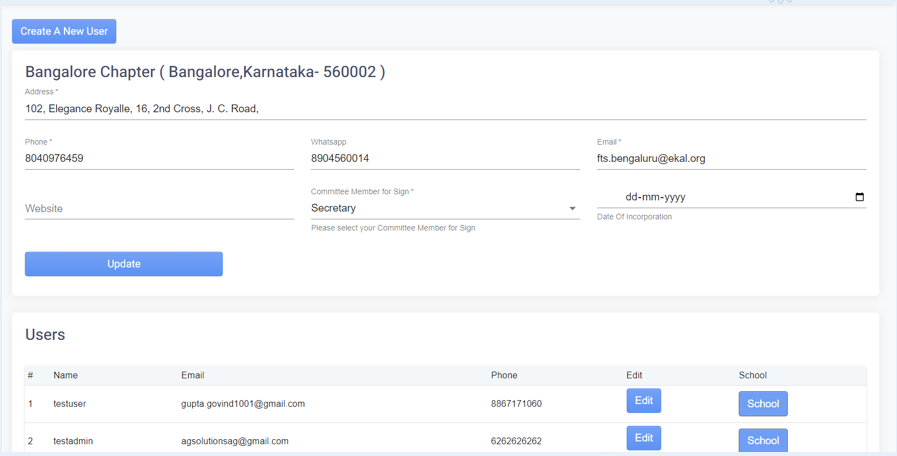 Create A New User
Bangalore Chapter ( Bangalore,Karnataka- 560002 )
Address *
102, Elegance Royalle, 16, 2nd Cross, J. C. Road,
Phone * Whatsapp Email *
8040976459 8904560014 fts.bengaluru@ekal.org
Committee Member for Sign *
Website Secretary dd-mm-yyyy
Please select your Committee Member for Sign Date Of Incorporation
Update
Users
# Name Email Phone Edit School
1 testuser gupta.govind1001@gmail.com 8867171060 Edit School
2 testadmin agsolutionsag@gmail.com 6262626262 Edit School